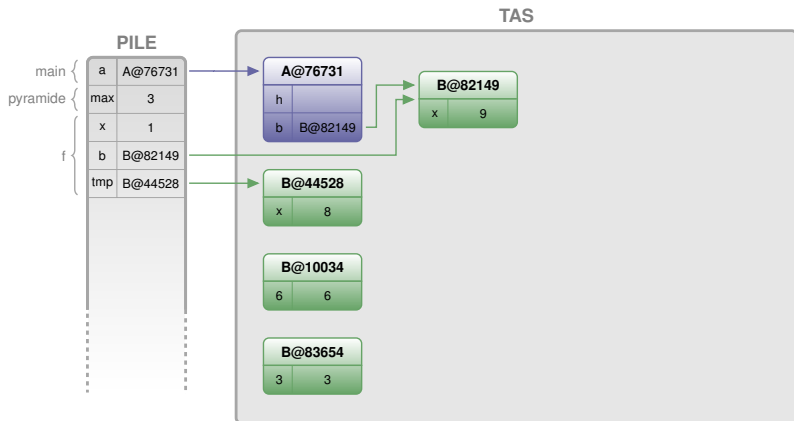 TAS
PILE
main
a A@76731
pyramide
max 3
x 1
f
b B@82149
tmp B@44528
A@76731
h
b B@82149
B@82149
x 9
B@44528
x 8
B@10034
6 6
B@83654
3 3